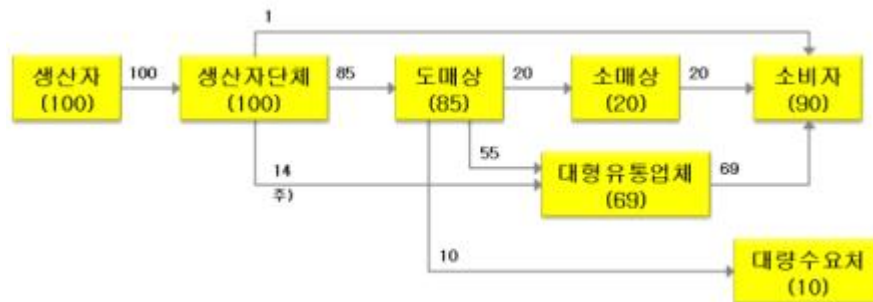 1
생산자
(100)
100
생산자단체
(100)
85
도매상
(85)
20
소매상
(20)
20
소비자
(90)
14
주)
55
대형유통업체
(69)
69
10
대량수요처
(10)